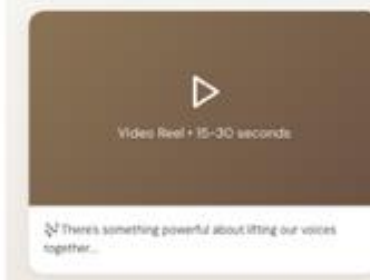 Video Reel • 15-30 seconds
There's something powerful about lifting our voices
together...